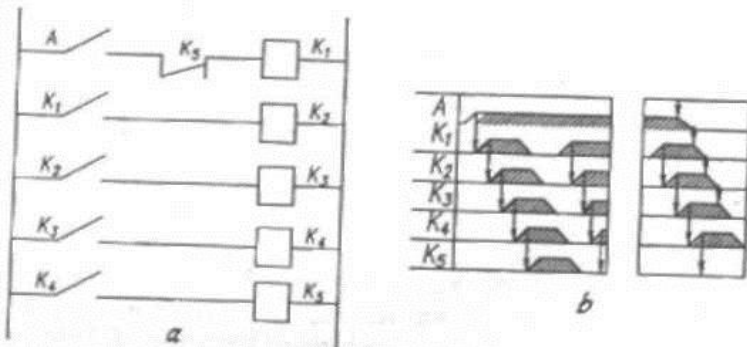 A K₅ K₁
K₁ K₂
K₂ K₃
K₃ K₄
K₄ K₅
a
A
K₁
K₂
K₃
K₄
K₅
b